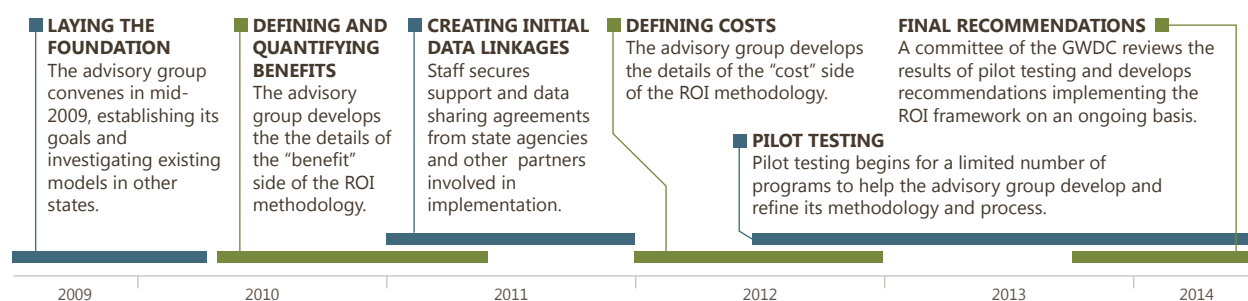 LAYING THE
FOUNDATION
The advisory group
convenes in mid-
2009, establishing its
goals and
investigating existing
models in other
states.
DEFINING AND
QUANTIFYING
BENEFITS
The advisory
group develops
the the details of
the “benefit”
side of the ROI
methodology.
CREATING INITIAL
DATA LINKAGES
Staff secures
support and data
sharing agreements
from state agencies
and other partners
involved in
implementation.
DEFINING COSTS
The advisory group develops
the details of the “cost” side
of the ROI methodology.
PILOT TESTING
Pilot testing begins for a limited number of
programs to help the advisory group develop and
refine its methodology and process.
FINAL RECOMMENDATIONS
A committee of the GWDC reviews the
results of pilot testing and develops
recommendations implementing the
ROI framework on an ongoing basis.
2009
2010
2011
2012
2013
2014